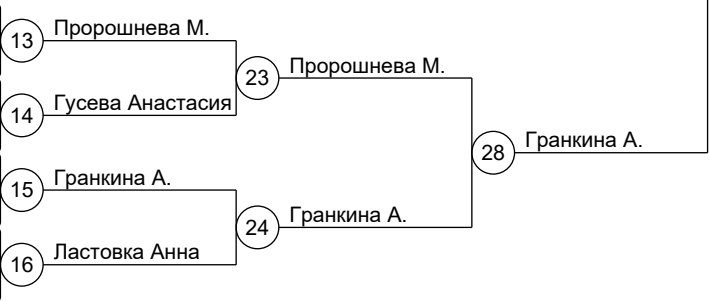 13 Пророшнева М.
23 Пророшнева М.
14 Гусева Анастасия
28 Гранкина А.
15 Гранкина А.
24 Гранкина А.
16 Ластовка Анна